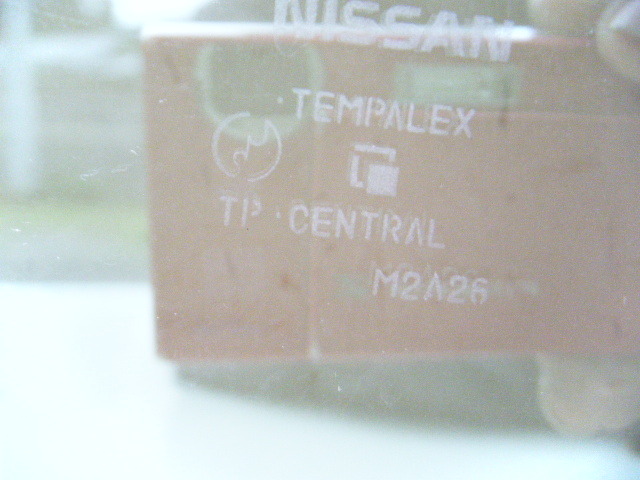 NISSAN
TEMPALEX
TP · CENTRAL
M2A26